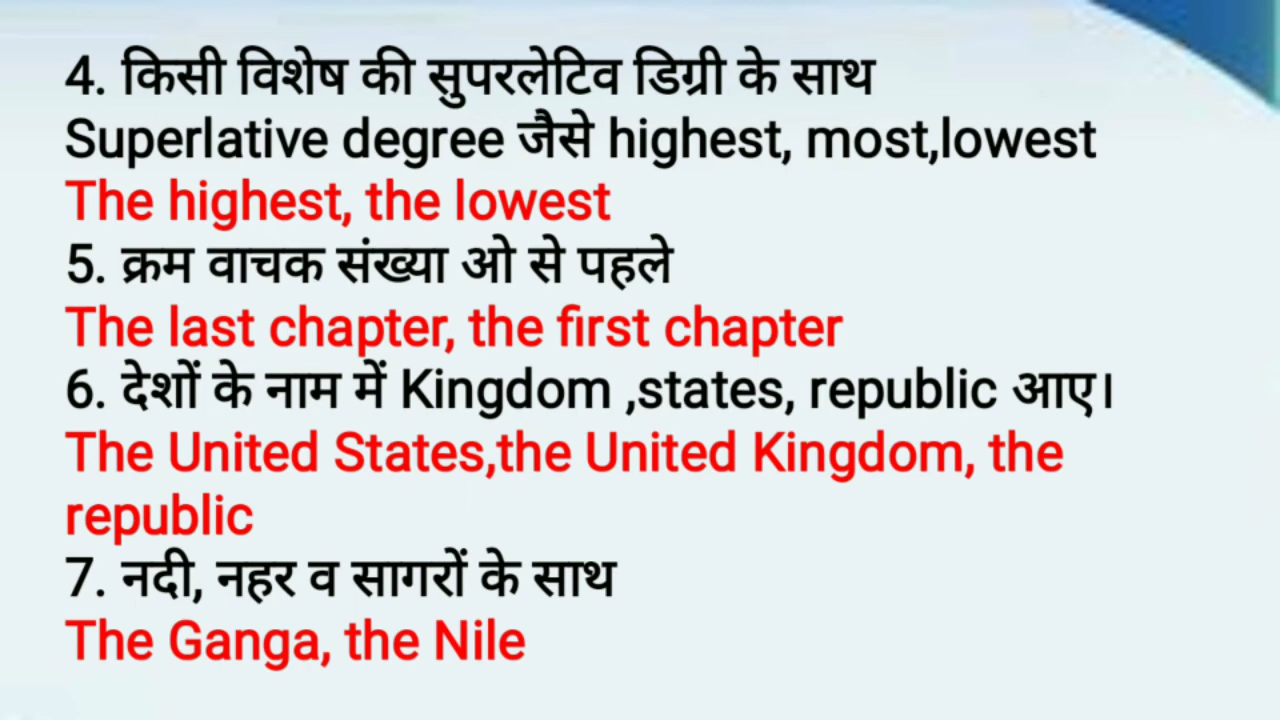 4. किसी विशेष की सुपरलेटिव डिग्री के साथ
Superlative degree जैसे highest, most,lowest
The highest, the lowest
5. क्रम वाचक संख्या ओ से पहले
The last chapter, the first chapter
6. देशों के नाम में Kingdom ,states, republic आए।
The United States,the United Kingdom, the
republic
7. नदी, नहर व सागरों के साथ
The Ganga, the Nile